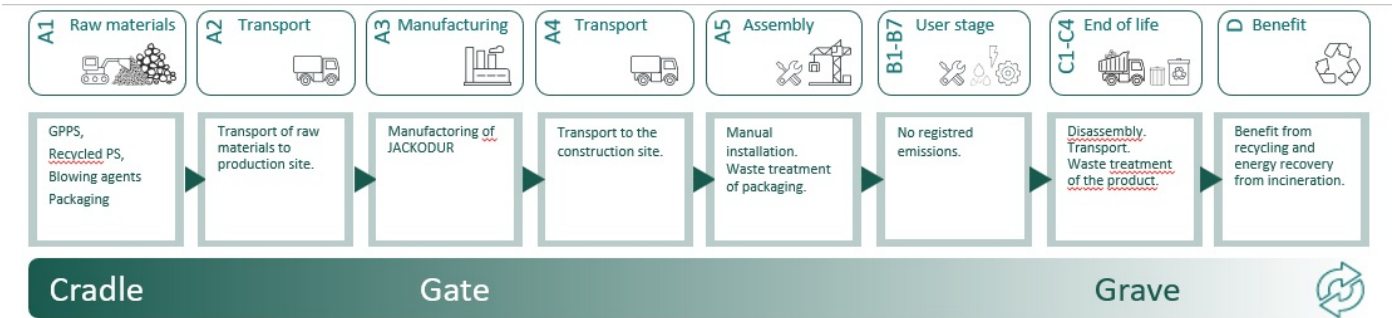 A1 Raw materials
A2 Transport
A3 Manufacturing
A4 Transport
A5 Assembly
B1-B7 User stage
C1-C4 End of life
D Benefit
GPPS,
Recycled PS,
Blowing agents
Packaging
Transport of raw
materials to
production site.
Manufactoring of
JACKODUR
Transport to the
construction site.
Manual
installation.
Waste treatment
of packaging.
No registred
emissions.
Disassembly.
Transport.
Waste treatment
of the product.
Benefit from
recycling and
energy recovery
from incineration.
Cradle
Gate
Grave